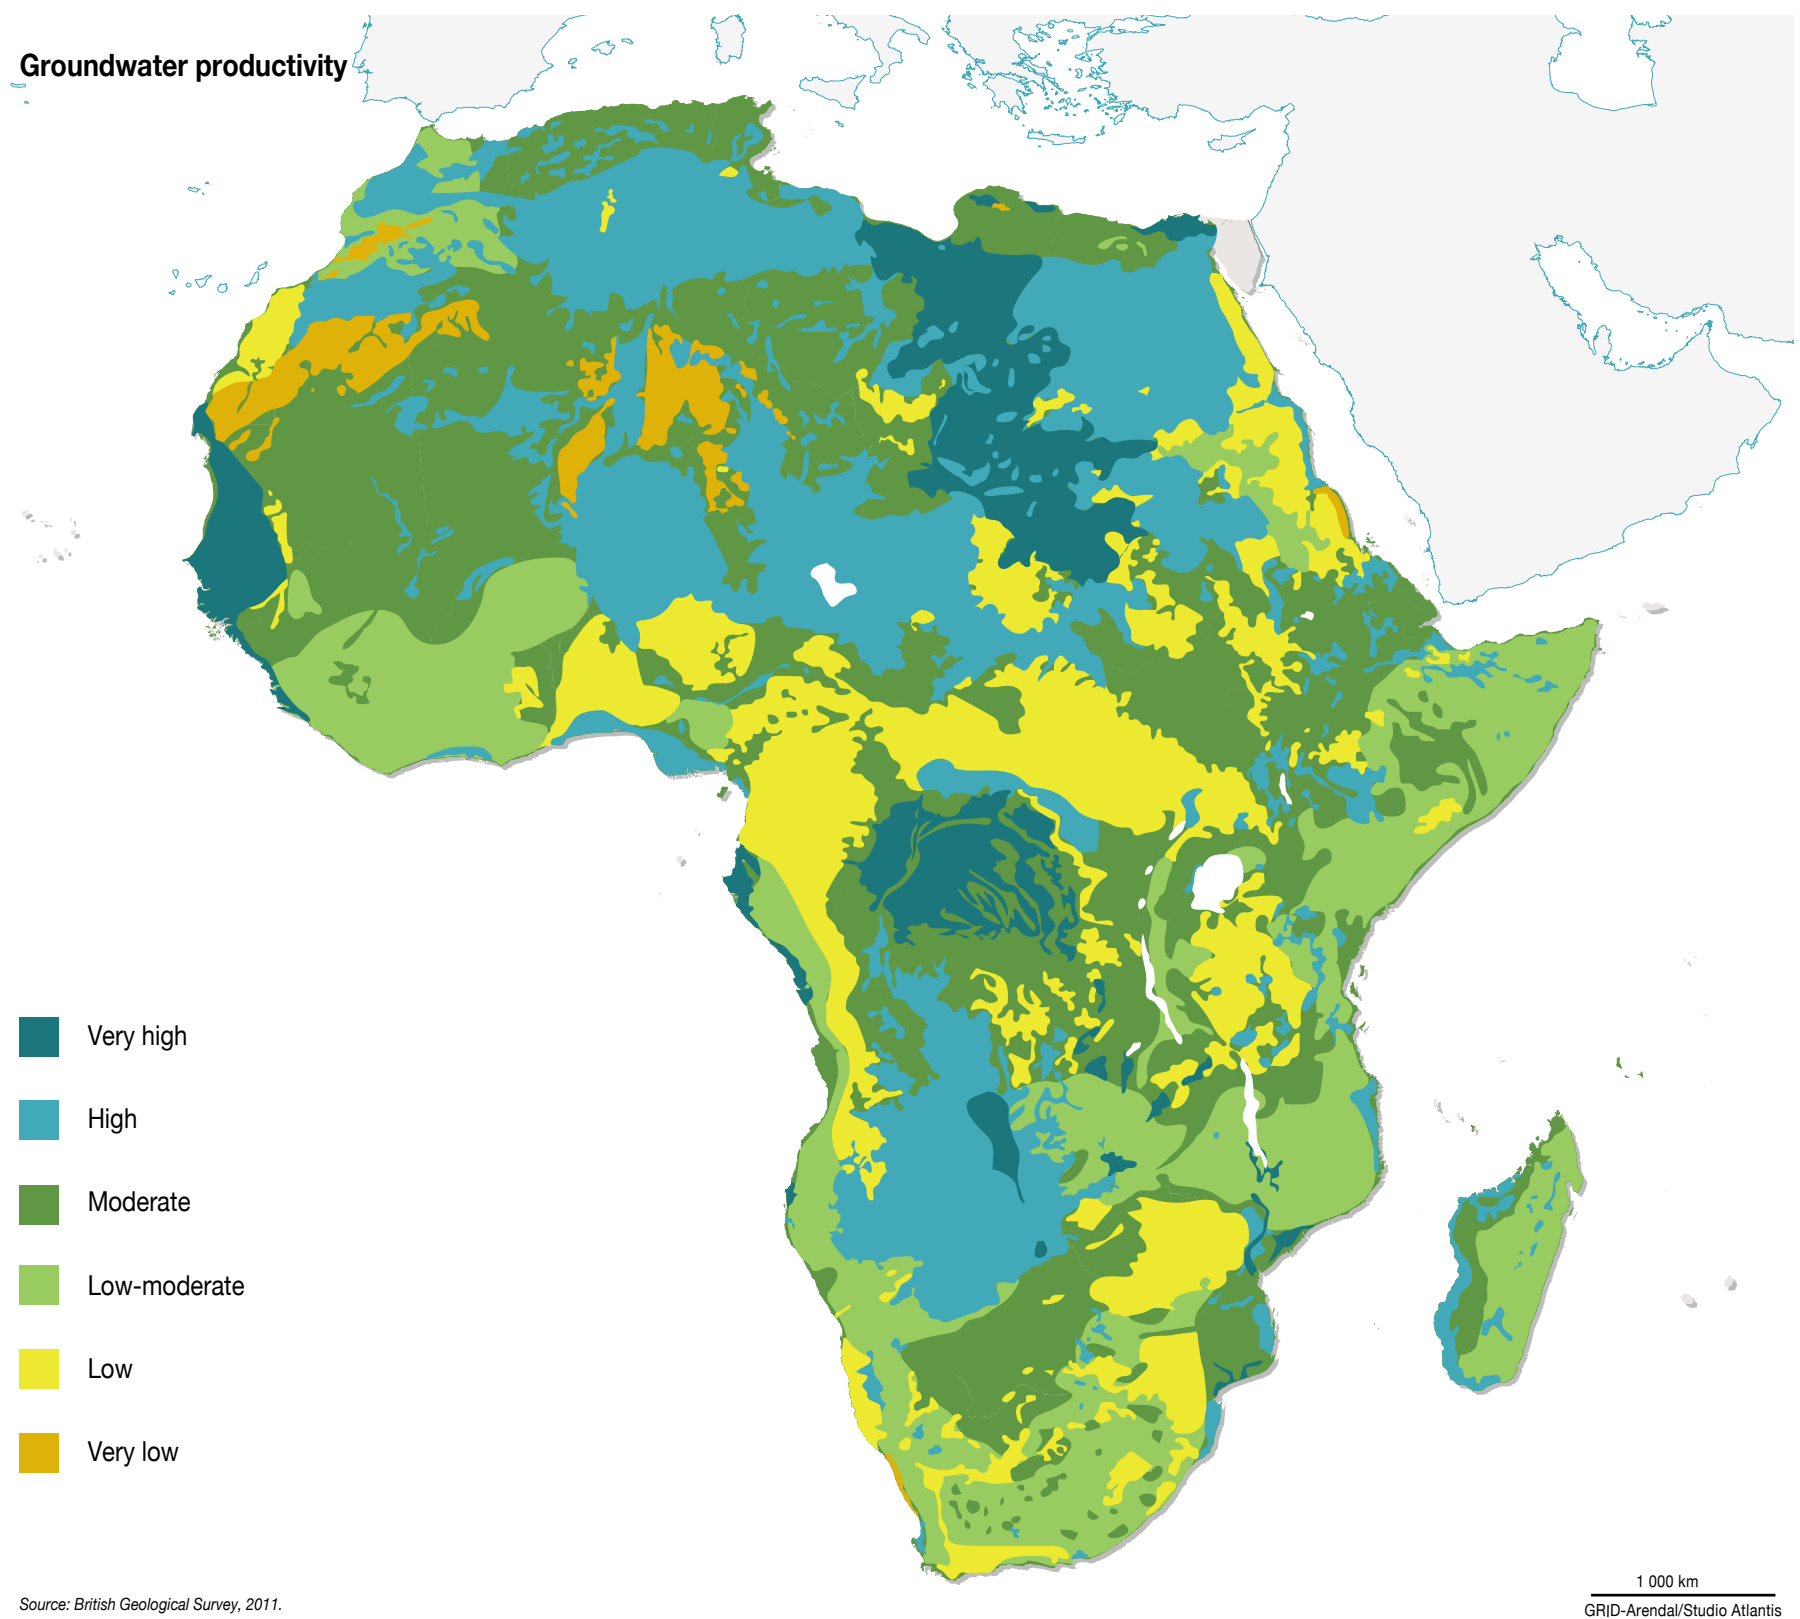 Groundwater productivity
Very high
High
Moderate
Low-moderate
Low
Very low
1 000 km
Source: British Geological Survey, 2011.
GRID-Arendal/Studio Atlantis